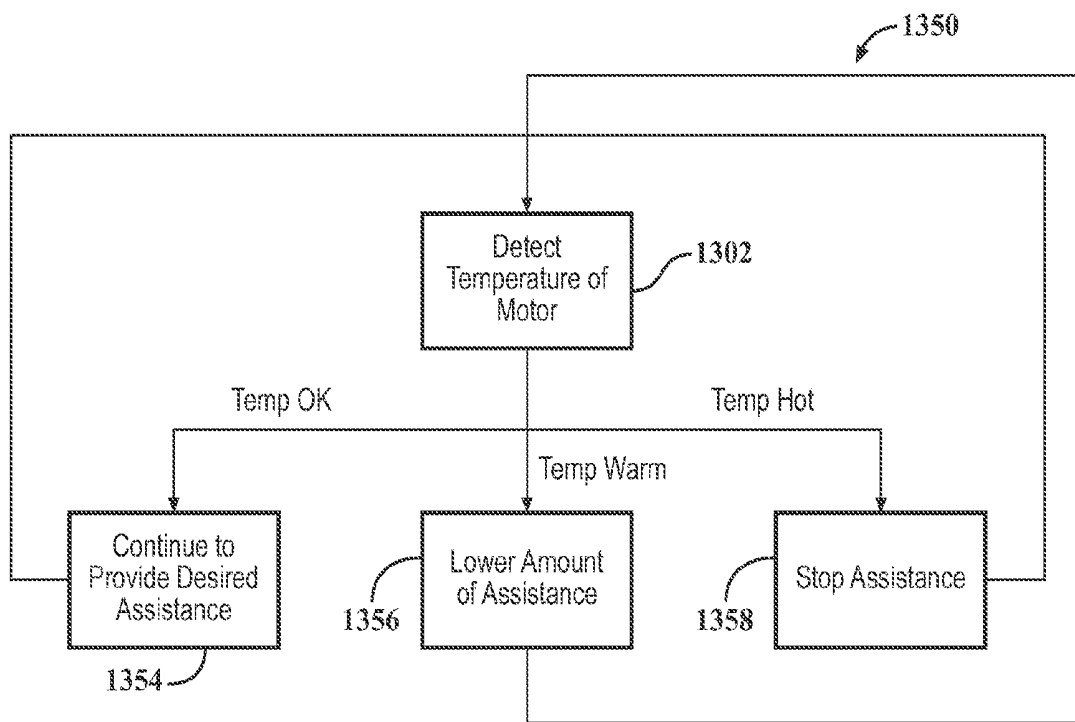 1350
Detect
Temperature of
Motor
1302
Temp OK
Temp Hot
Temp Warm
Continue to
Provide Desired
Assistance
1354
Lower Amount
of Assistance
1356
Stop Assistance
1358